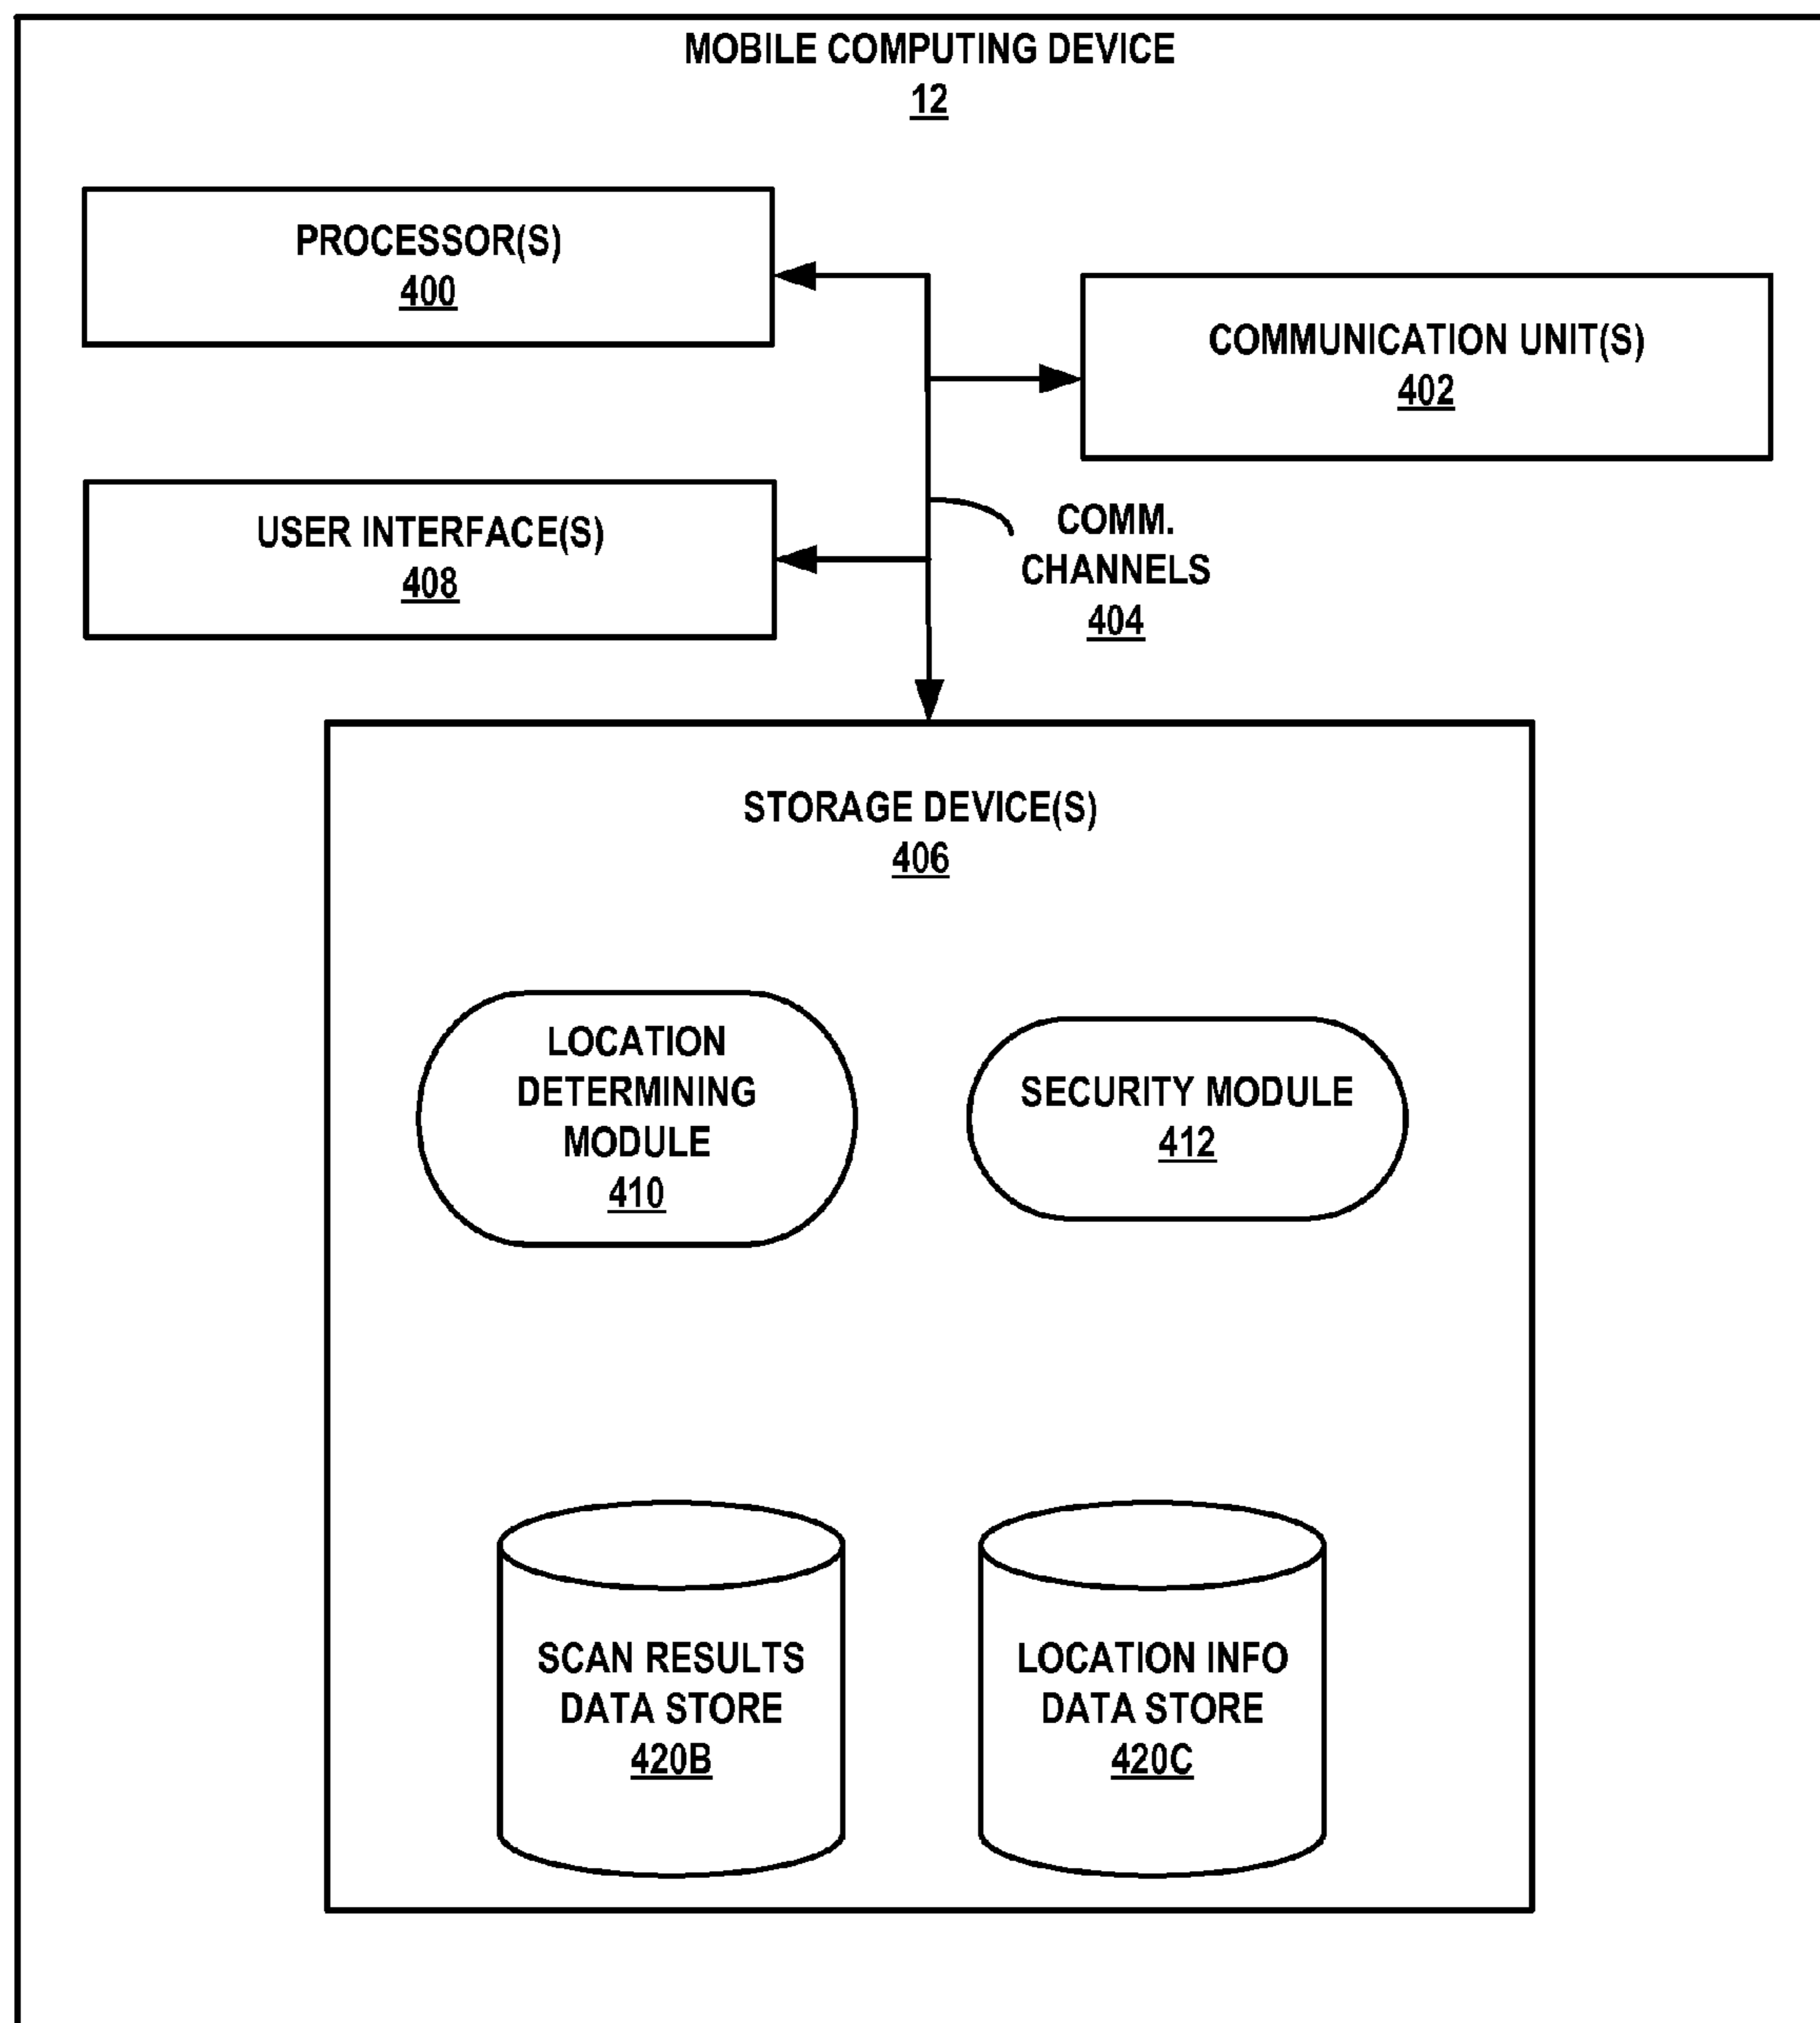 MOBILE COMPUTING DEVICE
12
PROCESSOR(S)
400
COMMUNICATION UNIT(S)
402
USER INTERFACE(S)
408
COMM.
CHANNELS
404
STORAGE DEVICE(S)
406
LOCATION
DETERMINING
MODULE
410
SECURITY MODULE
412
SCAN RESULTS
DATA STORE
420B
LOCATION INFO
DATA STORE
420C